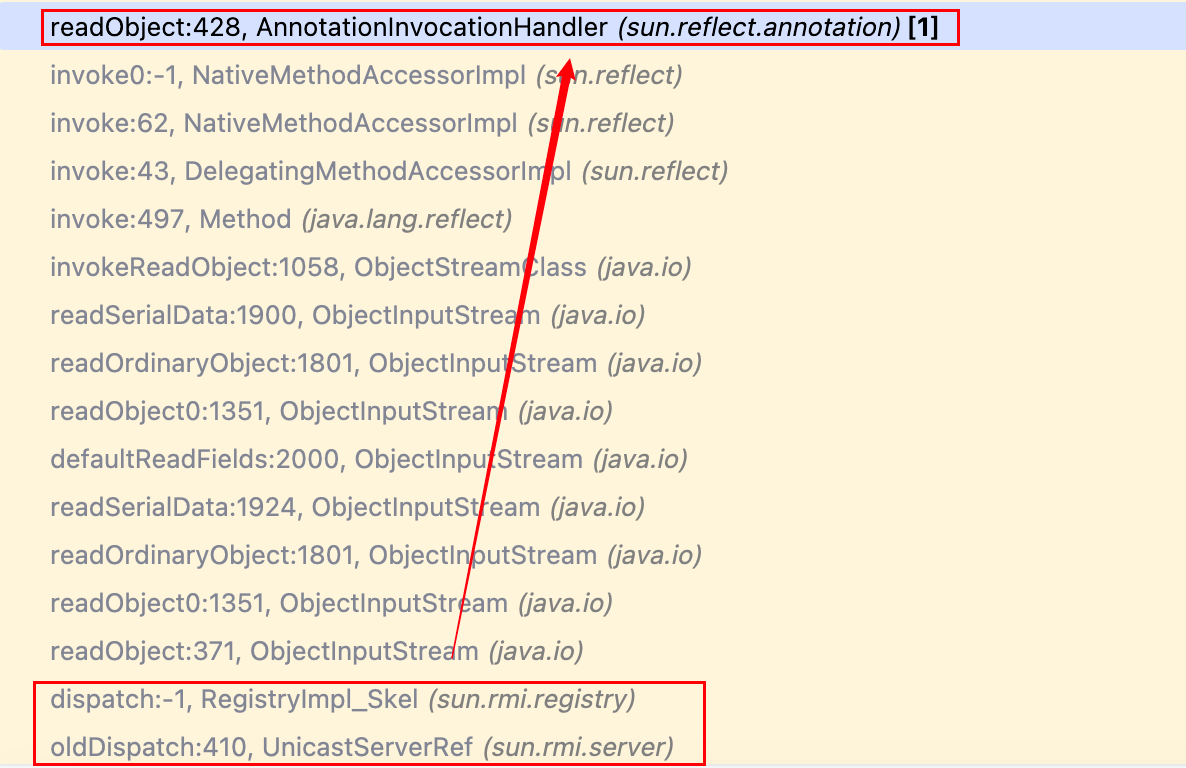 readObject:428, AnnotationInvocationHandler (sun.reflect.annotation) [1]
invoke0:-1, NativeMethodAccessorImpl (sun.reflect)
invoke:62, NativeMethodAccessorImpl (sun.reflect)
invoke:43, DelegatingMethodAccessorImpl (sun.reflect)
invoke:497, Method (java.lang.reflect)
invokeReadObject:1058, ObjectStreamClass (java.io)
readSerialData:1900, ObjectInputStream (java.io)
readOrdinaryObject:1801, ObjectInputStream (java.io)
readObject0:1351, ObjectInputStream (java.io)
defaultReadFields:2000, ObjectInputStream (java.io)
readSerialData:1924, ObjectInputStream (java.io)
readOrdinaryObject:1801, ObjectInputStream (java.io)
readObject0:1351, ObjectInputStream (java.io)
readObject:371, ObjectInputStream (java.io)
dispatch:-1, RegistryImpl_Skel (sun.rmi.registry)
oldDispatch:410, UnicastServerRef (sun.rmi.server)